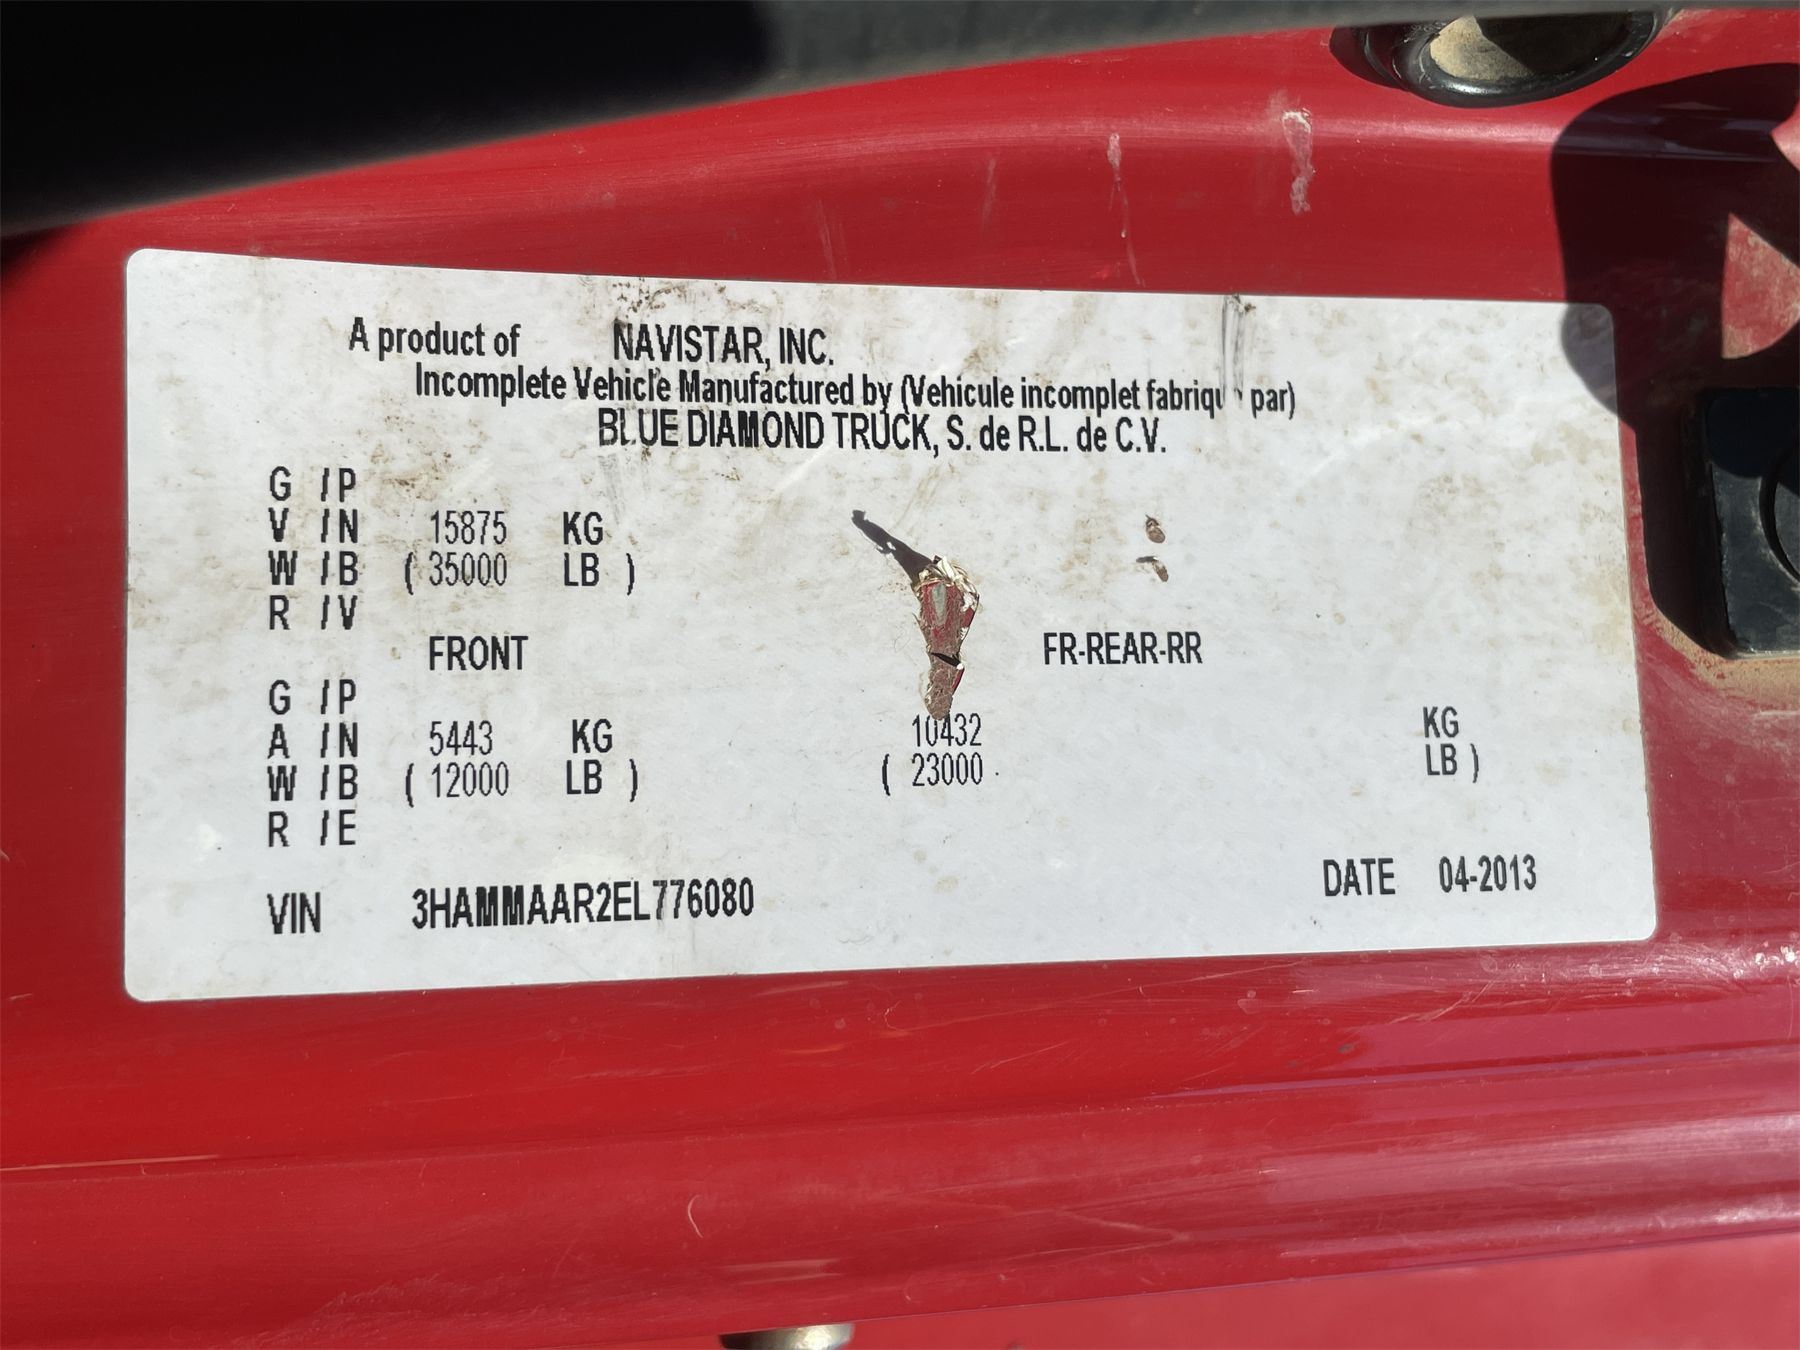 A product of NAVISTAR, INC.
Incomplete Vehicle Manufactured by (Vehicule incomplet par)
BLUE DIAMOND TRUCK, S. de R.L. de C.V.
G / P
V / N 15875 KG
W / B ( 35000 LB )
R / V
FRONT FR-REAR-RR
G / P
A / N 5443 KG 10432 KG
W / B ( 12000 LB ) ( 23000 LB )
R / E
VIN 3HAMMAAR2EL776080 DATE 04-2013